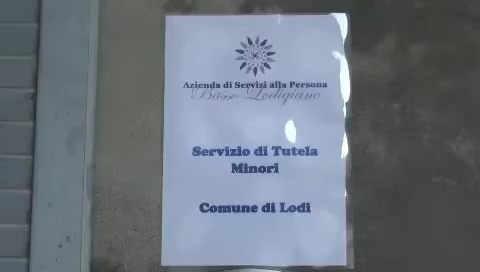 Azienda di Servizi alla Persona
Basso Lodigiano
Servizio di Tutela
Minori
Comune di Lodi